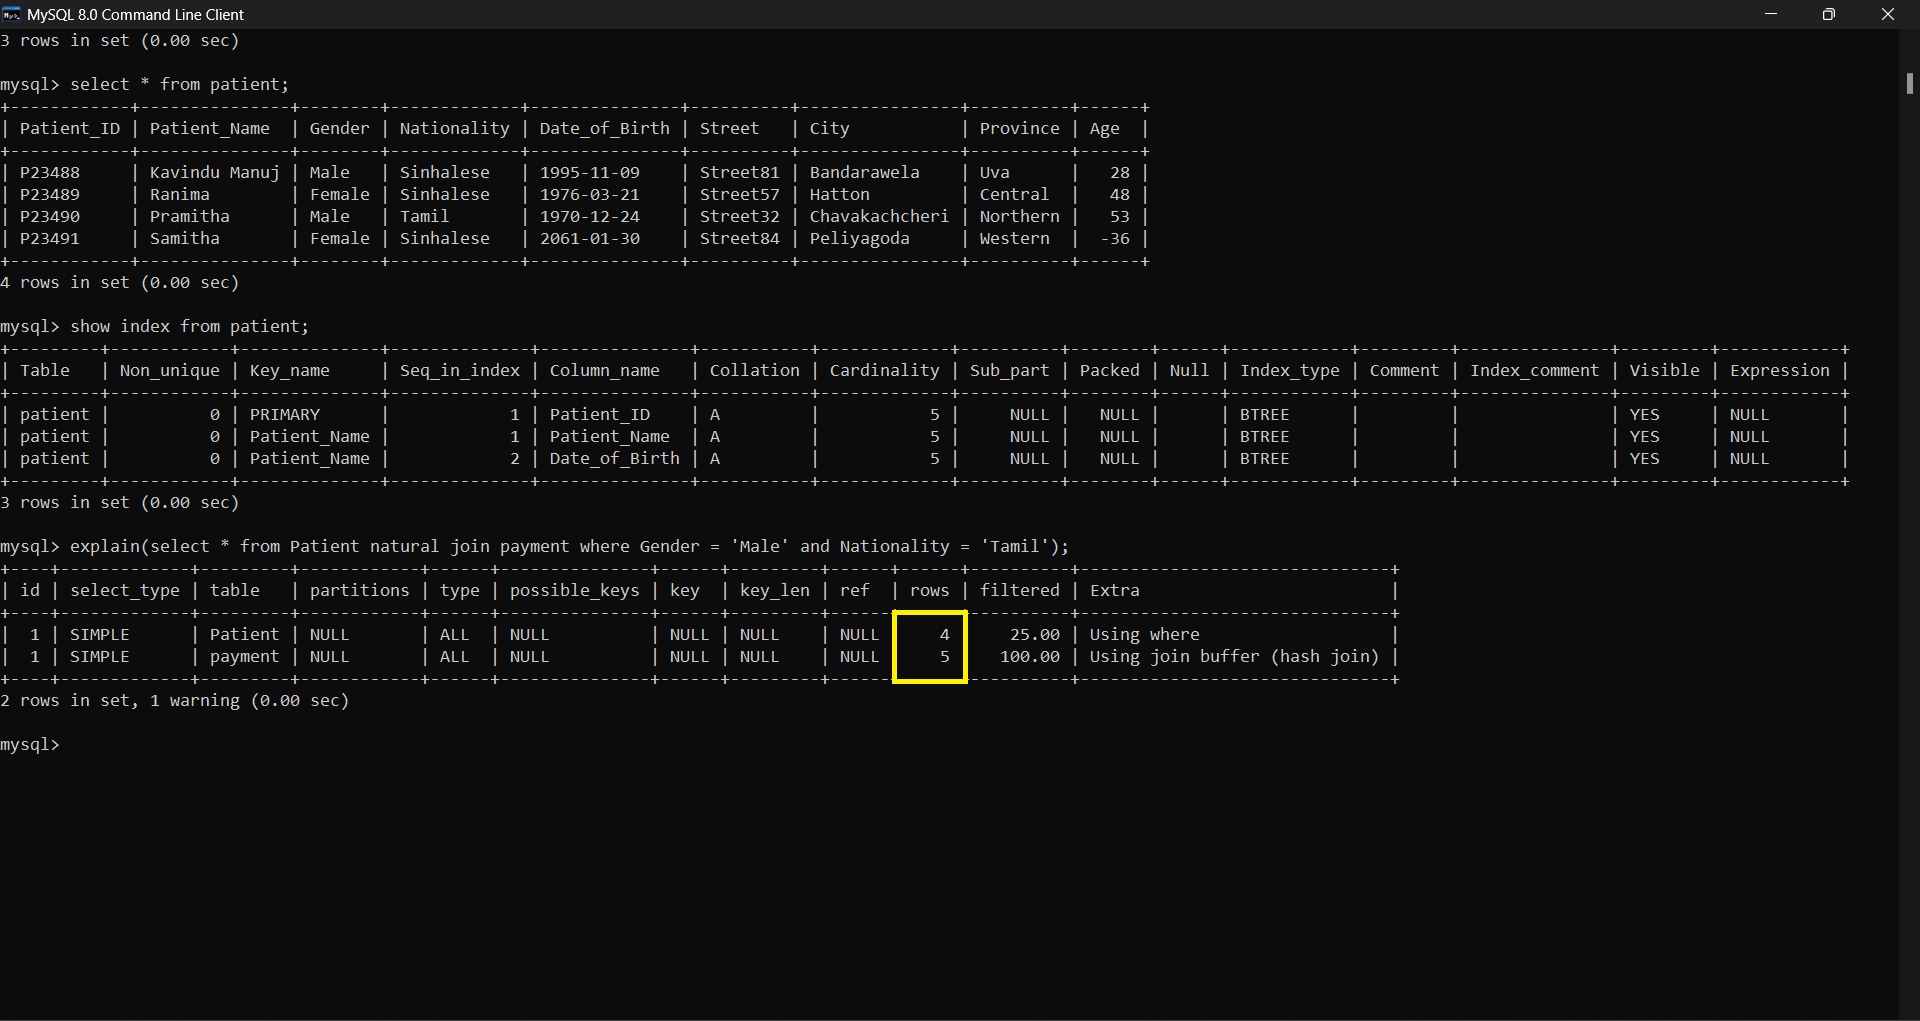 MySQL 8.0 Command Line Client
3 rows in set (0.00 sec)
mysql> select * from patient;
+------------+---------------+--------+-------------+---------------+----------+----------------+----------+------+
| Patient_ID | Patient_Name  | Gender | Nationality | Date_of_Birth | Street   | City           | Province | Age  |
+------------+---------------+--------+-------------+---------------+----------+----------------+----------+------+
| P23488     | Kavindu Manuj | Male   | Sinhalese   | 1995-11-09    | Street81 | Bandarawela    | Uva      |   28 |
| P23489     | Ranima        | Female | Sinhalese   | 1976-03-21    | Street57 | Hatton         | Central  |   48 |
| P23490     | Pramitha      | Male   | Tamil       | 1970-12-24    | Street32 | Chavakachcheri | Northern |   53 |
| P23491     | Samitha       | Female | Sinhalese   | 2061-01-30    | Street84 | Peliyagoda     | Western  |  -36 |
+------------+---------------+--------+-------------+---------------+----------+----------------+----------+------+
4 rows in set (0.00 sec)
mysql> show index from patient;
+---------+------------+--------------+--------------+---------------+-----------+-------------+----------+--------+------+------------+---------+---------------+---------+------------+
| Table   | Non_unique | Key_name     | Seq_in_index | Column_name   | Collation | Cardinality | Sub_part | Packed | Null | Index_type | Comment | Index_comment | Visible | Expression |
+---------+------------+--------------+--------------+---------------+-----------+-------------+----------+--------+------+------------+---------+---------------+---------+------------+
| patient |          0 | PRIMARY      |            1 | Patient_ID    | A         |           5 |     NULL |   NULL |      | BTREE      |         |               | YES     | NULL       |
| patient |          0 | Patient_Name |            1 | Patient_Name  | A         |           5 |     NULL |   NULL |      | BTREE      |         |               | YES     | NULL       |
| patient |          0 | Patient_Name |            2 | Date_of_Birth | A         |           5 |     NULL |   NULL |      | BTREE      |         |               | YES     | NULL       |
+---------+------------+--------------+--------------+---------------+-----------+-------------+----------+--------+------+------------+---------+---------------+---------+------------+
3 rows in set (0.00 sec)
mysql> explain(select * from Patient natural join payment where Gender = 'Male' and Nationality = 'Tamil');
+----+-------------+---------+------------+------+---------------+------+---------+------+------+----------+-------------------------------+
| id | select_type | table   | partitions | type | possible_keys | key  | key_len | ref  | rows | filtered | Extra                         |
+----+-------------+---------+------------+------+---------------+------+---------+------+------+----------+-------------------------------+
|  1 | SIMPLE      | Patient | NULL       | ALL  | NULL          | NULL | NULL    | NULL |    4 |    25.00 | Using where                   |
|  1 | SIMPLE      | payment | NULL       | ALL  | NULL          | NULL | NULL    | NULL |    5 |   100.00 | Using join buffer (hash join) |
+----+-------------+---------+------------+------+---------------+------+---------+------+------+----------+-------------------------------+
2 rows in set, 1 warning (0.00 sec)
mysql>